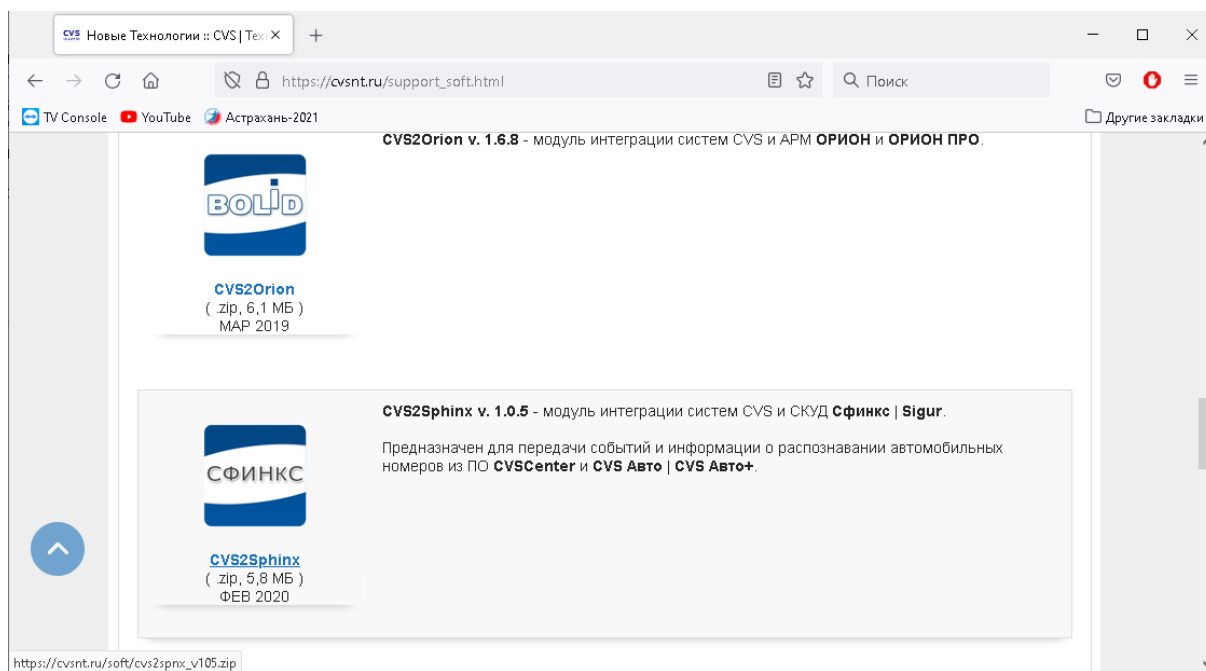 CVS Новые Технологии :: CVS | Тех
https://cvsnt.ru/support_soft.html
Поиск
TV Console
YouTube
Астрахань-2021
Другие закладки
CVS2Orion v. 1.6.8 - модуль интеграции систем CVS и АРМ ОРИОН и ОРИОН ПРО.
BOLID
CVS2Orion
( .zip, 6,1 МБ )
МАР 2019
CVS2Sphinx v. 1.0.5 - модуль интеграции систем CVS и СКУД Сфинкс | Sigur.
Предназначен для передачи событий и информации о распознавании автомобильных
номеров из ПО CVSCenter и CVS Авто | CVS Авто+.
СФИНКС
CVS2Sphinx
( .zip, 5,8 МБ )
ФЕВ 2020
https://cvsnt.ru/soft/cvs2spnx_v105.zip